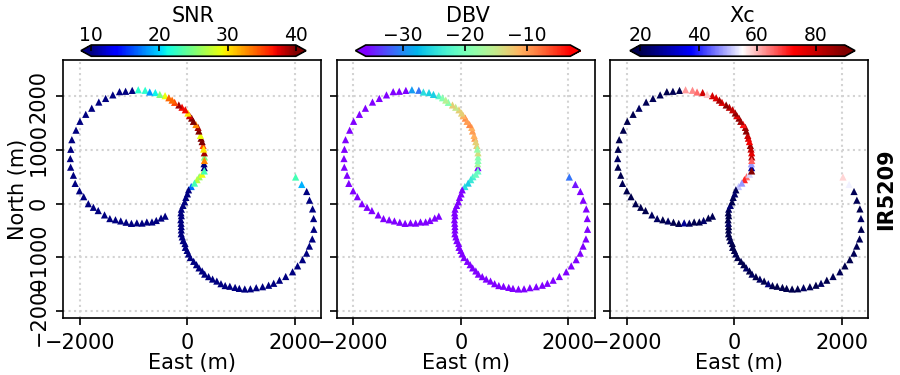 SNR DBV Xc
10 20 30 40 −30 −20 −10 20 40 60 80
2000
1000
0
−1000
−2000
North (m)
IR5209
−2000 0 2000 −2000 0 2000 −2000 0 2000
East (m) East (m) East (m)